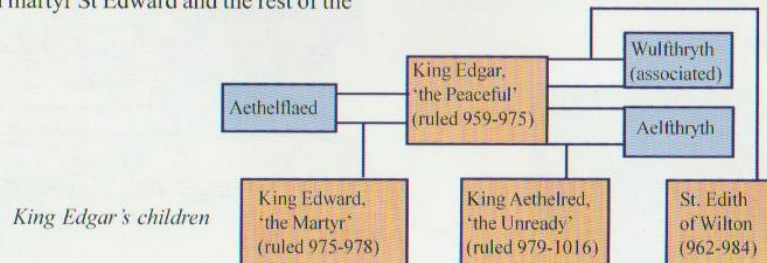 martyr St Edward and the rest of the
Wulfthryth
(associated)
King Edgar,
'the Peaceful'
(ruled 959-975)
Aethelflaed
Aelfthryth
King Edgar's children
King Edward,
'the Martyr'
(ruled 975-978)
King Aethelred,
'the Unready'
(ruled 979-1016)
St. Edith
of Wilton
(962-984)